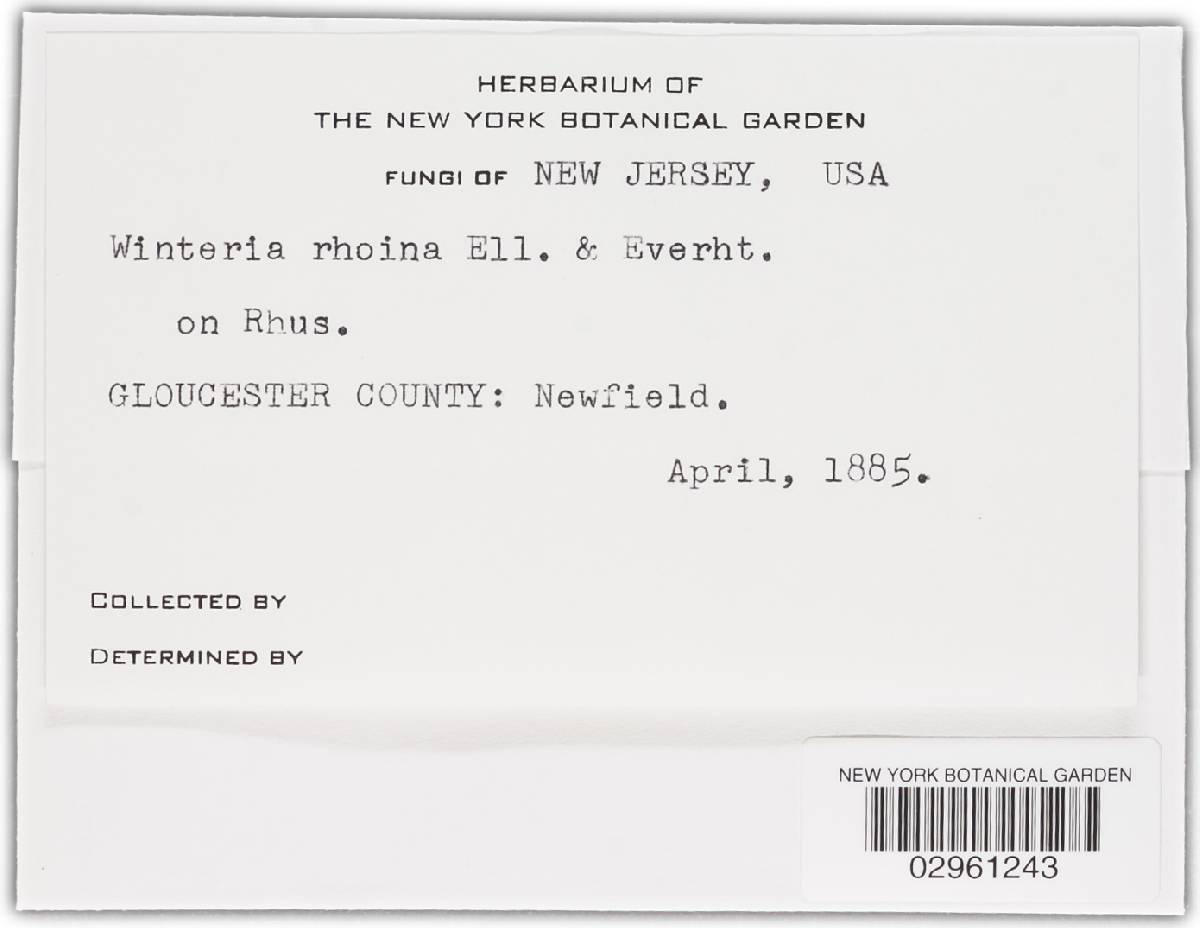 HERBARIUM OF
THE NEW YORK BOTANICAL GARDEN
FUNGI OF NEW JERSEY, USA
Winteria rhoina Ell. & Everht.
on Rhus.
GLOUCESTER COUNTY: Newfield.
April, 1885.
COLLECTED BY
DETERMINED BY
NEW YORK BOTANICAL GARDEN
02961243